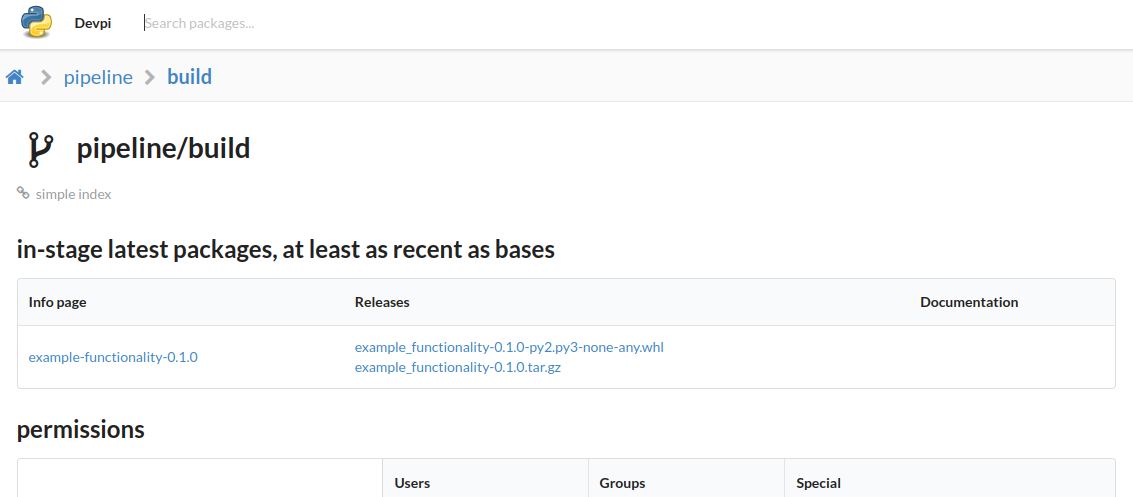 Devpi Search packages...
pipeline build
pipeline/build
simple index
in-stage latest packages, at least as recent as bases
Info page Releases Documentation
example-functionality-0.1.0
example_functionality-0.1.0-py2.py3-none-any.whl
example_functionality-0.1.0.tar.gz
permissions
Users Groups Special